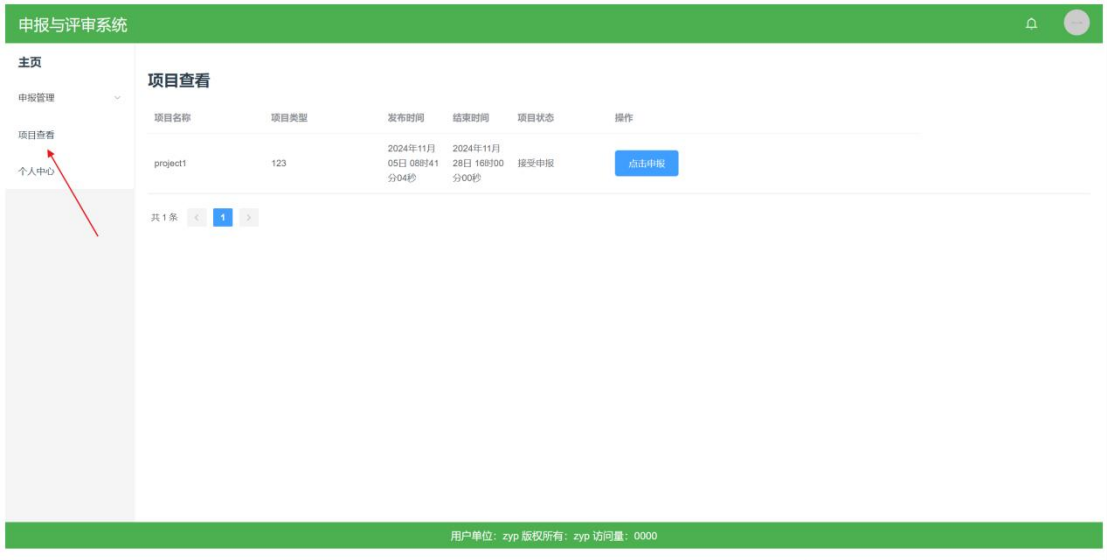 申报与评审系统
主页
申报管理
项目查看
个人中心
项目查看
项目名称 项目类型 发布时间 结束时间 项目状态 操作
project1 123 2024年11月05日 08时41分04秒 2024年11月28日 16时00分00秒 接受申报 点击申报
共 1 条 < 1 >
用户单位：zyp 版权所有：zyp 访问量：0000